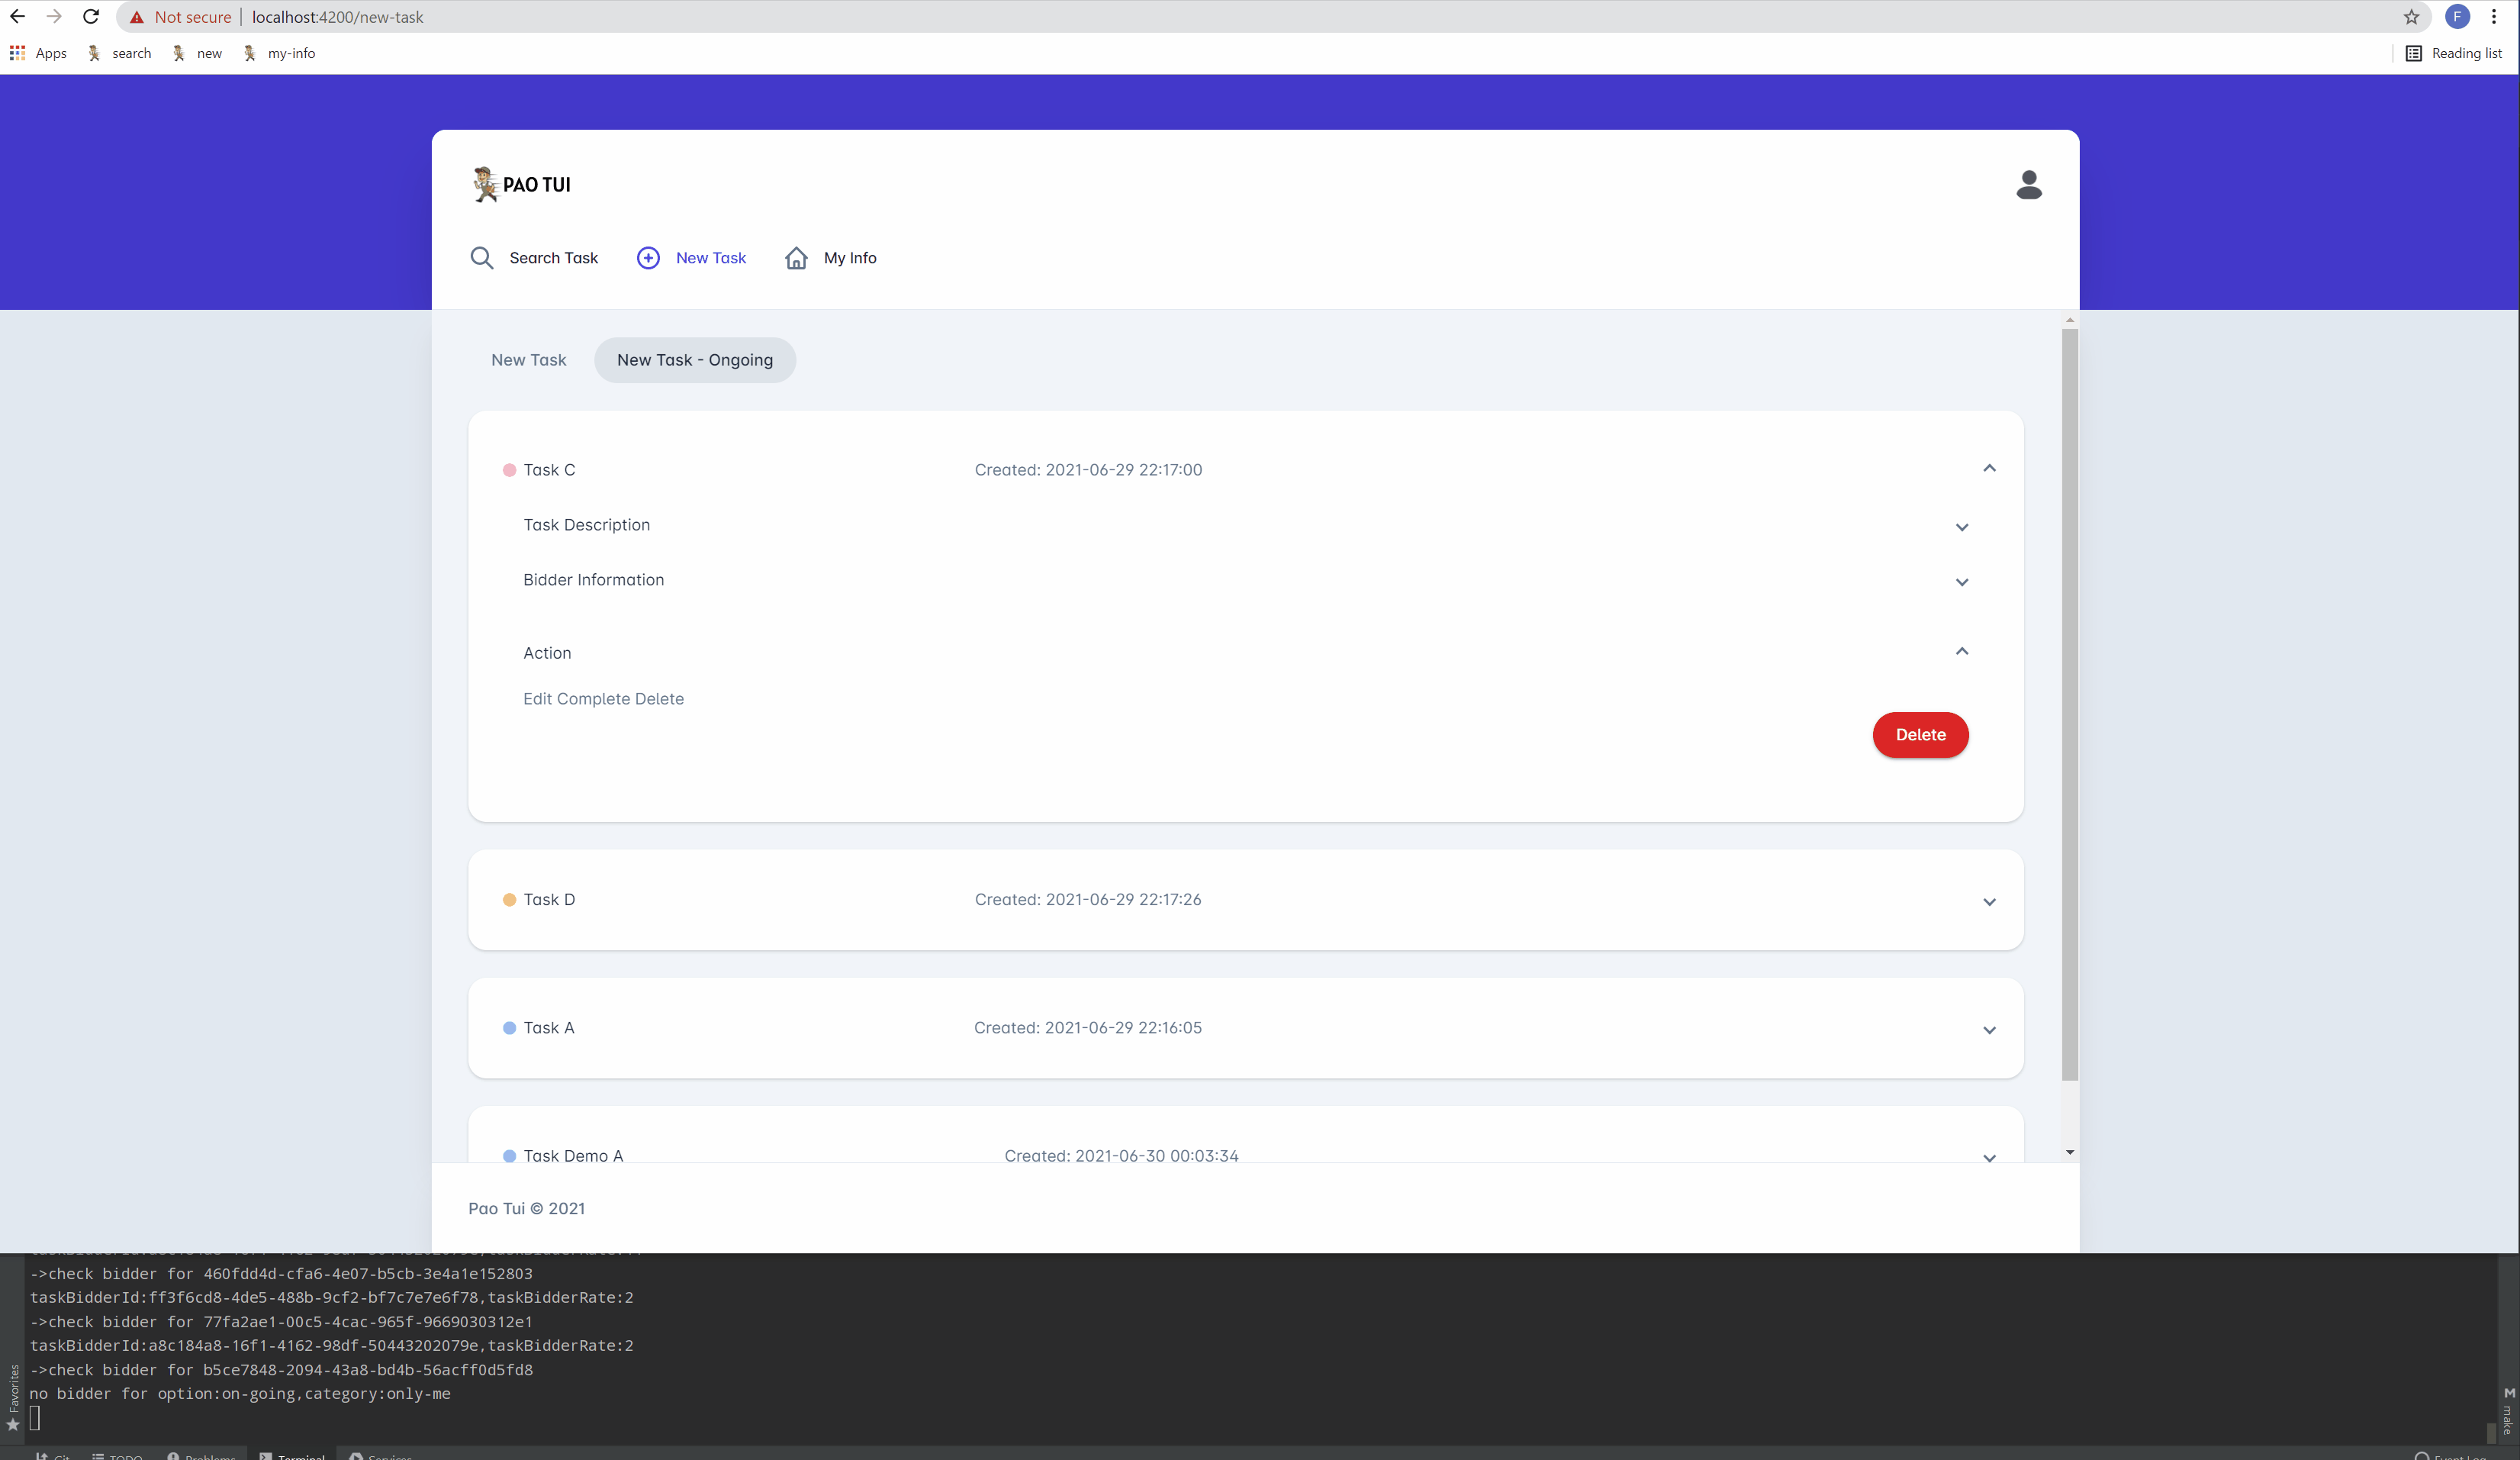 Not secure | localhost:4200/new-task F
Apps search new my-info Reading list
PAO TUI
Search Task New Task My Info
New Task New Task - Ongoing
Task C Created: 2021-06-29 22:17:00
Task Description
Bidder Information
Action
Edit Complete Delete
Delete
Task D Created: 2021-06-29 22:17:26
Task A Created: 2021-06-29 22:16:05
Task Demo A Created: 2021-06-30 00:03:34
Pao Tui © 2021
->check bidder for 460fdd4d-cfa6-4e07-b5cb-3e4a1e152803
taskBidderId:ff3f6cd8-4de5-488b-9cf2-bf7c7e7e6f78,taskBidderRate:2
->check bidder for 77fa2ae1-00c5-4cac-965f-9669030312e1
taskBidderId:a8c184a8-16f1-4162-98df-50443202079e,taskBidderRate:2
->check bidder for b5ce7848-2094-43a8-bd4b-56acff0d5fd8
no bidder for option:on-going,category:only-me
Favorites
make
Git TODO Problems Terminal Services Event Log